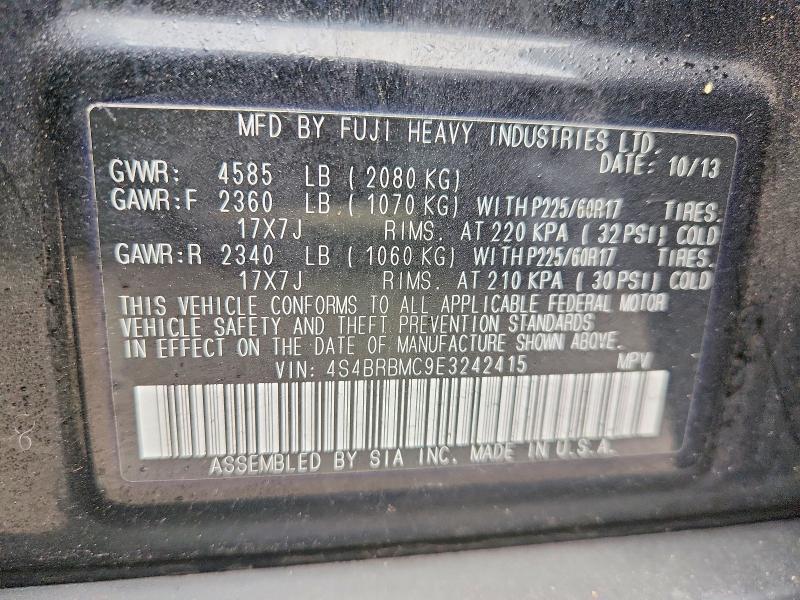 MFD BY FUJI HEAVY INDUSTRIES LTD.
DATE: 10/13
GVWR: 4585 LB (2080 KG)
GAWR:F 2360 LB (1070 KG) WITH P225/60R17 TIRES.
17X7J RIMS. AT 220 KPA (32 PSI) COLD
GAWR:R 2340 LB (1060 KG) WITH P225/60R17 TIRES.
17X7J RIMS. AT 210 KPA (30 PSI) COLD
THIS VEHICLE CONFORMS TO ALL APPLICABLE FEDERAL MOTOR
VEHICLE SAFETY AND THEFT PREVENTION STANDARDS
IN EFFECT ON THE DATE OF MANUFACTURE SHOWN ABOVE.
VIN: 4S4BRBMC9E3242415 MPV
ASSEMBLED BY SIA INC. MADE IN U.S.A.